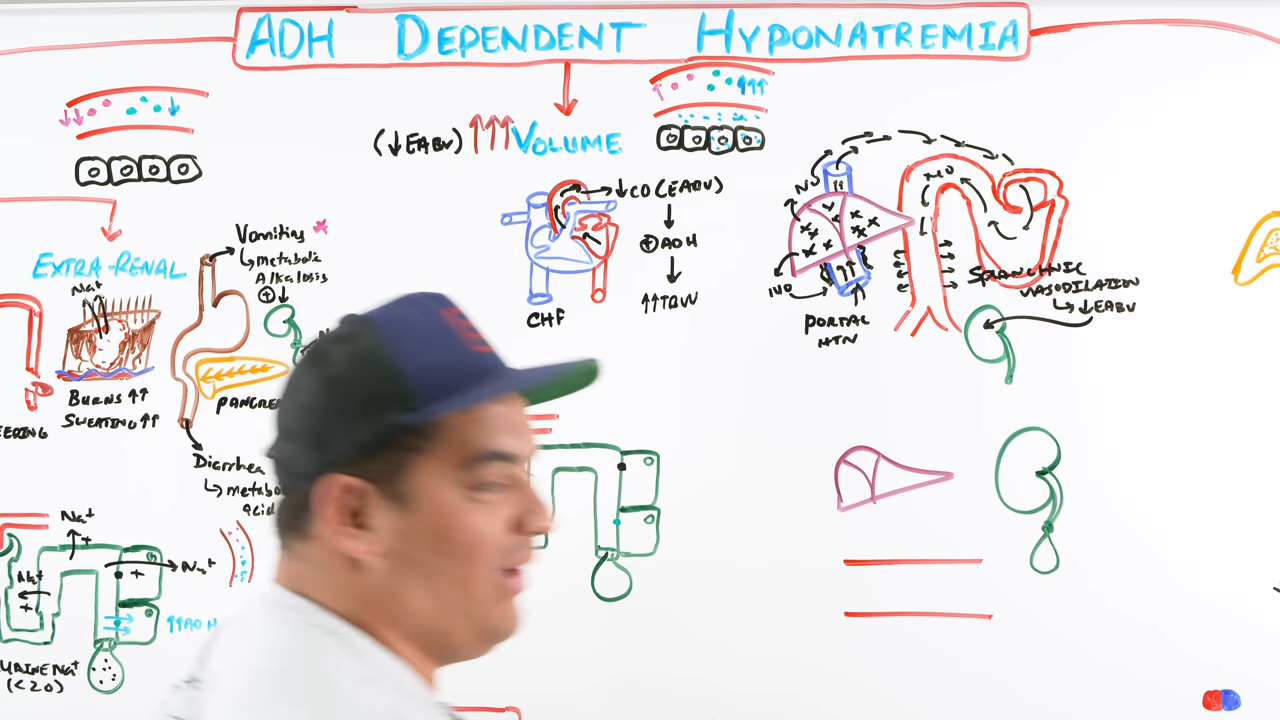 ADH DEPENDENT HYPONATREMIA
(↓EABV) ↑↑↑VOLUME
↑↑↑
EXTRA-RENAL
Na+
BURNS ↑↑
SWEATING ↑↑
Vomiting *
↳ metabolic
Alkalosis
⊕↓
PANCRE
Diarrhea
↳ metabo
acid
EERING
Na+
Na+
Na+
↑↑ADH
URINE Na+
(<20)
→ ↓CO (EABV)
⊕ADH
↑↑TBW
CHF
NO
NO
NO
PORTAL
HTN
SPLANCHNIC
VASODILATION
↳ ↓EABV